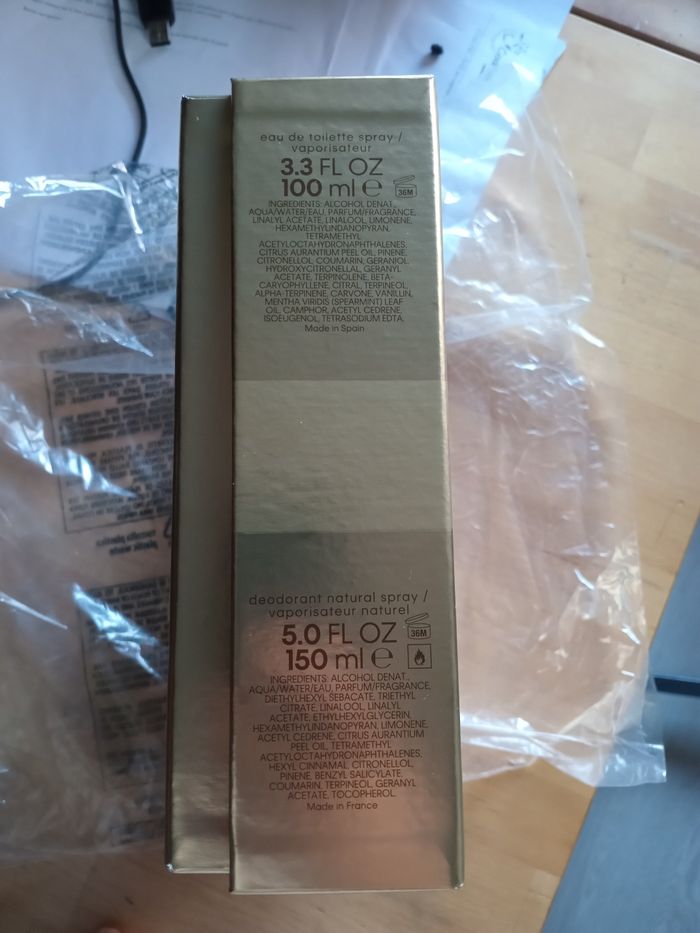 eau de toilette spray /
vaporisateur
3.3 FL OZ
100 ml e
36M
INGREDIENTS: ALCOHOL DENAT.,
AQUA/WATER/EAU, PARFUM/FRAGRANCE,
LINALYL ACETATE, LINALOOL, LIMONENE,
HEXAMETHYLINDANOPYRAN,
TETRAMETHYL
ACETYLOCTAHYDRONAPHTHALENES,
CITRUS AURANTIUM PEEL OIL, PINENE,
CITRONELLOL, COUMARIN, GERANIOL,
HYDROXYCITRONELLAL, GERANYL
ACETATE, TERPINOLENE, BETA-
CARYOPHYLLENE, CITRAL, TERPINEOL,
ALPHA-TERPINENE, CARVONE, VANILLIN,
MENTHA VIRIDIS (SPEARMINT) LEAF
OIL, CAMPHOR, ACETYL CEDRENE,
ISOEUGENOL, TETRASODIUM EDTA.
Made in Spain
deodorant natural spray /
vaporisateur naturel
5.0 FL OZ
150 ml e
36M
INGREDIENTS: ALCOHOL DENAT.,
AQUA/WATER/EAU, PARFUM/FRAGRANCE,
DIETHYLHEXYL SEBACATE, TRIETHYL
CITRATE, LINALOOL, LINALYL
ACETATE, ETHYLHEXYLGLYCERIN,
HEXAMETHYLINDANOPYRAN, LIMONENE,
ACETYL CEDRENE, CITRUS AURANTIUM
PEEL OIL, TETRAMETHYL
ACETYLOCTAHYDRONAPHTHALENES,
HEXYL CINNAMAL, CITRONELLOL,
PINENE, BENZYL SALICYLATE,
COUMARIN, TERPINEOL, GERANYL
ACETATE, TOCOPHEROL.
Made in France